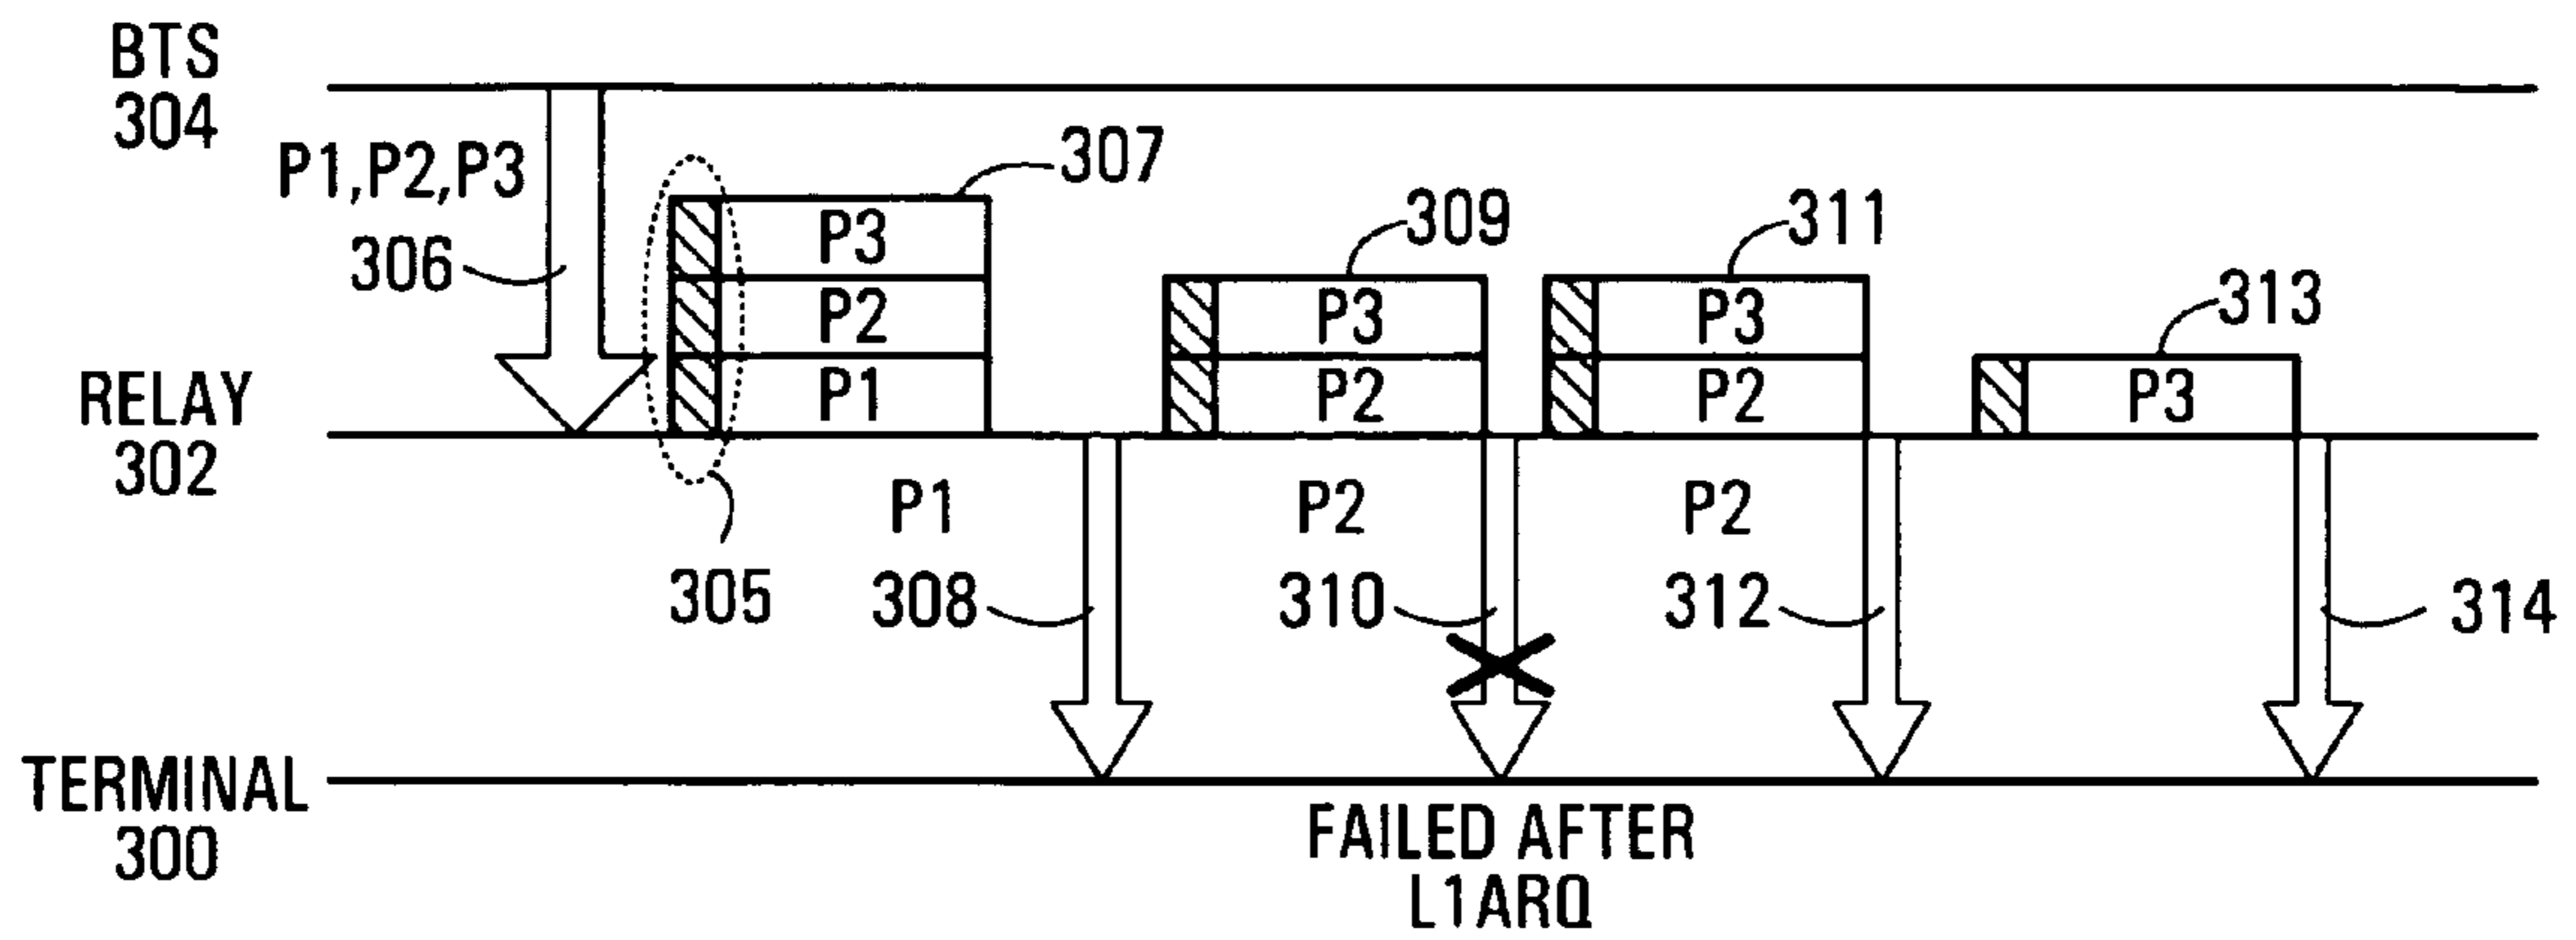 BTS
304
P1,P2,P3
306
307
P3
P2
P1
309
P3
P2
311
P3
P2
313
P3
RELAY
302
305
P1
308
P2
310
P2
312
314
TERMINAL
300
FAILED AFTER
L1ARQ